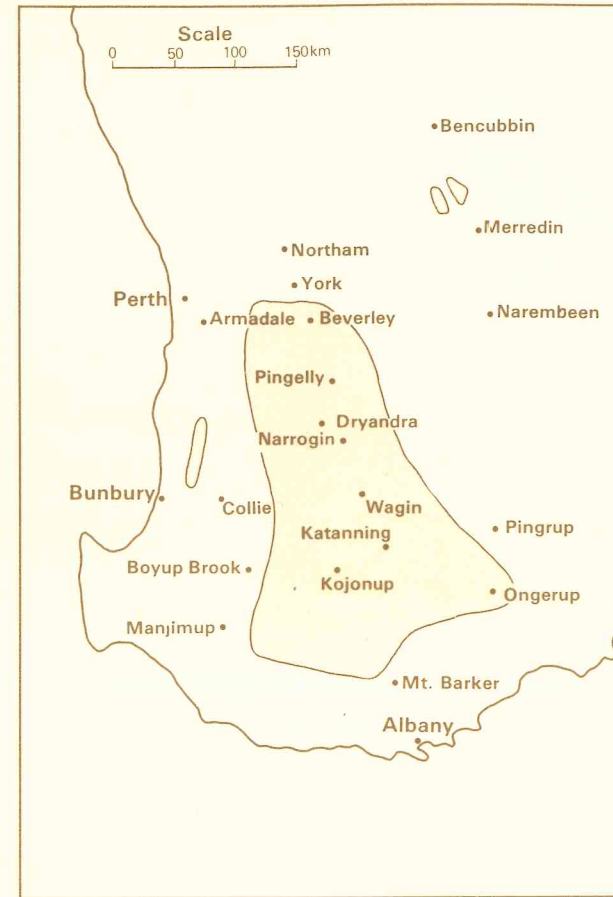 Scale
0 50 100 150km
Bencubbin
Merredin
Northam
York
Perth
Narembeen
Armadale
Beverley
Pingelly
Dryandra
Narrogin
Bunbury
Collie
Wagin
Pingrup
Katanning
Boyup Brook
Kojonup
Ongerup
Manjimup
Mt. Barker
Albany